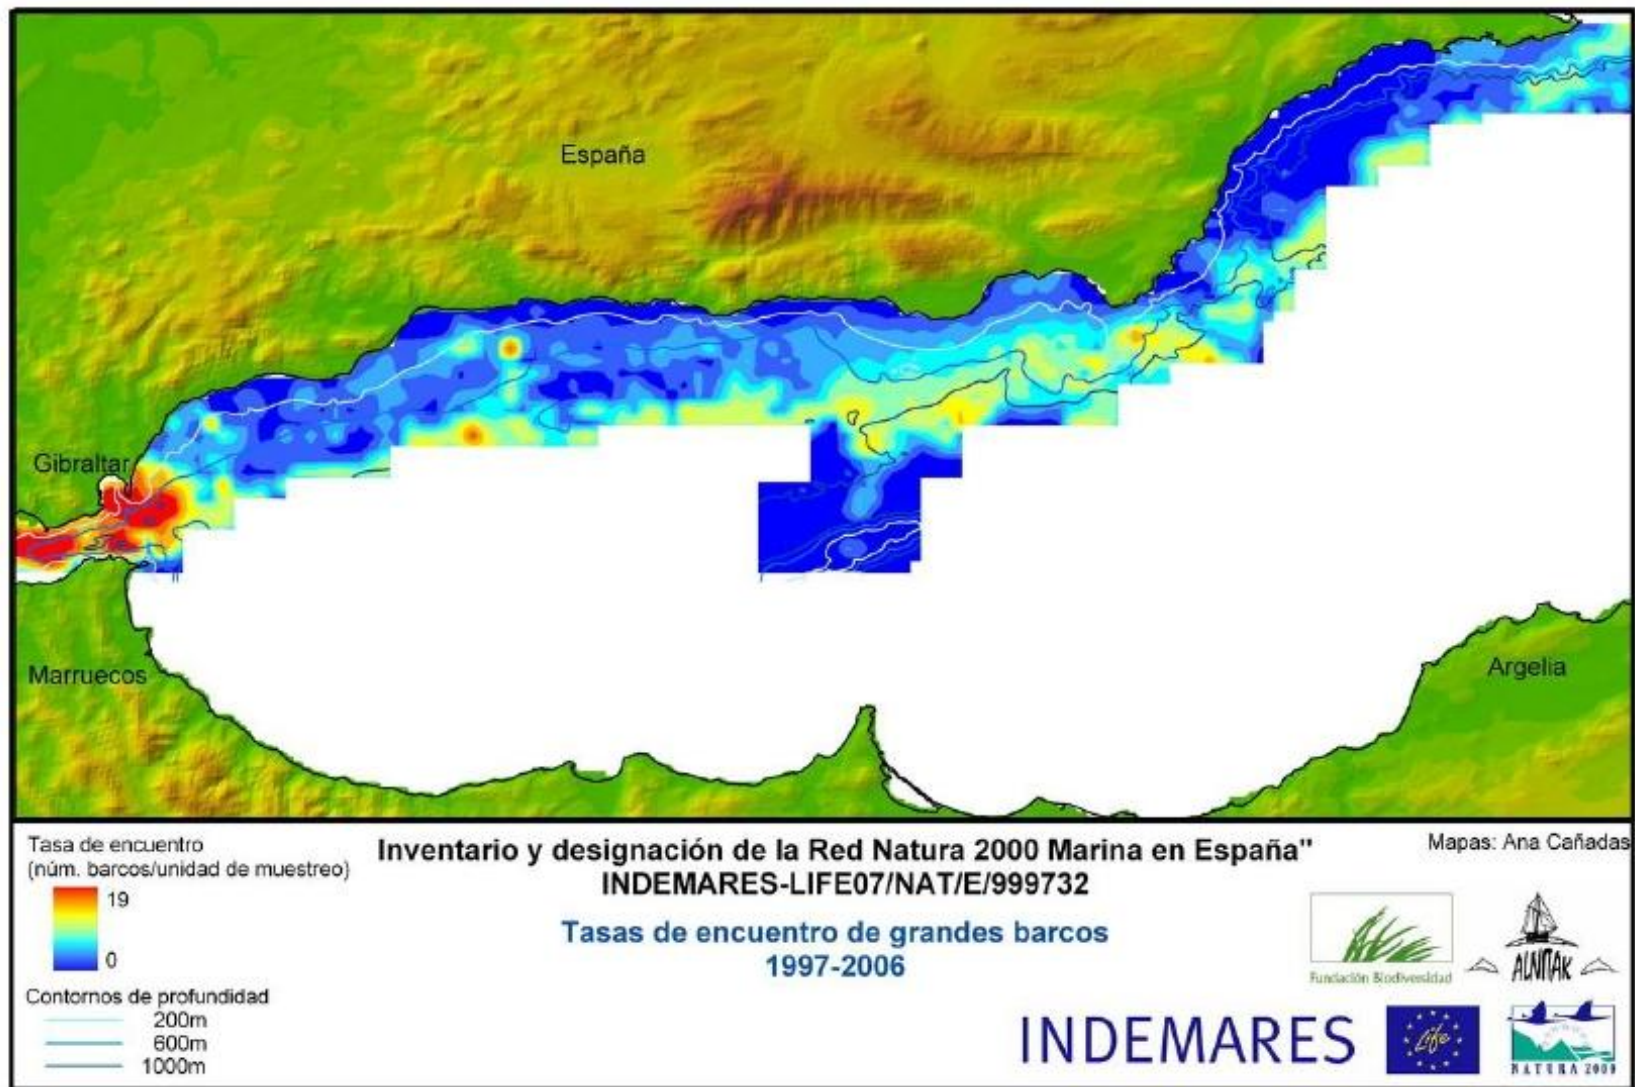 España
Gibraltar
Marruecos
Argelia
Tasa de encuentro
(núm. barcos/unidad de muestreo)
19
0
Contornos de profundidad
200m
600m
1000m
Inventario y designación de la Red Natura 2000 Marina en España"
INDEMARES-LIFE07/NAT/E/999732
Tasas de encuentro de grandes barcos
1997-2006
Mapas: Ana Cañadas
Fundación Biodiversidad
ALNITAK
INDEMARES
Life
NATURA 2000